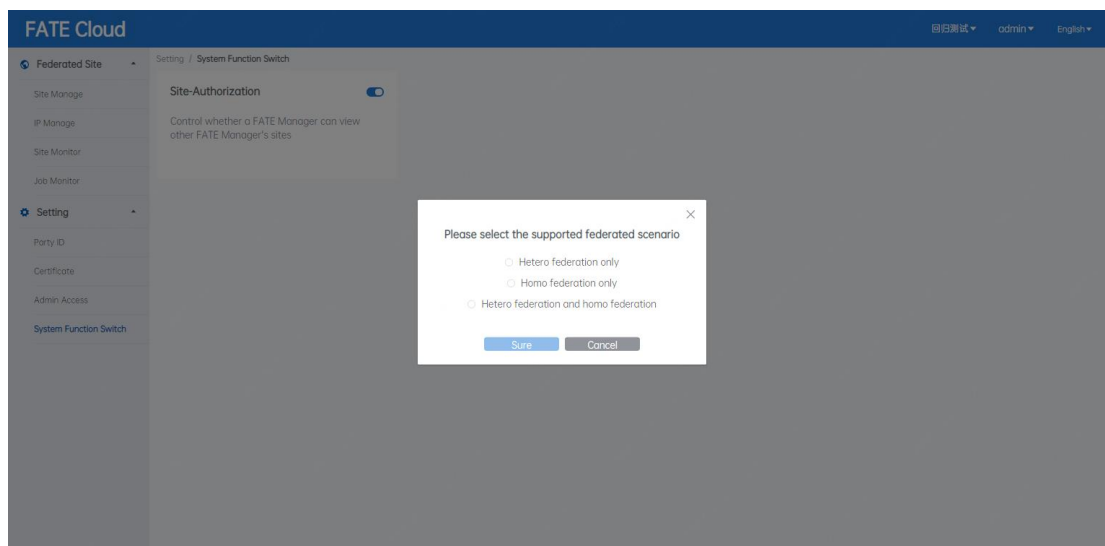 FATE Cloud
回归测试 admin English
Federated Site
Site Manage
IP Manage
Site Monitor
Job Monitor
Setting
Party ID
Certificate
Admin Access
System Function Switch
Setting / System Function Switch
Site-Authorization
Control whether a FATE Manager can view
other FATE Manager's sites
Please select the supported federated scenario
Hetero federation only
Homo federation only
Hetero federation and homo federation
Sure Cancel